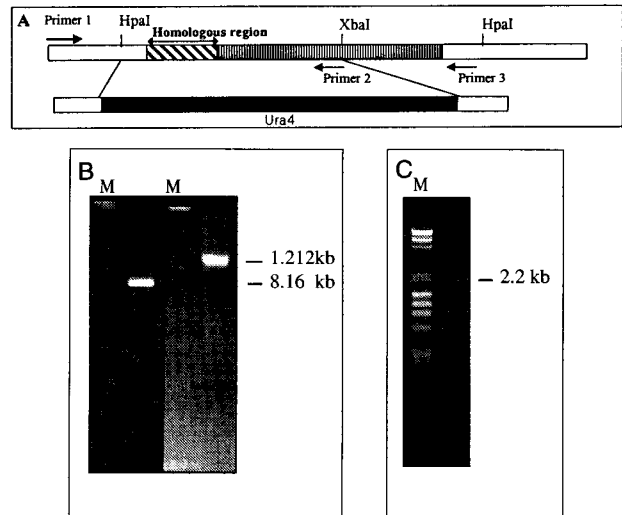 A
Primer 1
HpaI
Homologous region
XbaI
HpaI
Primer 2
Primer 3
Ura4
B
M
M
1.212kb
8.16 kb
C
M
2.2 kb